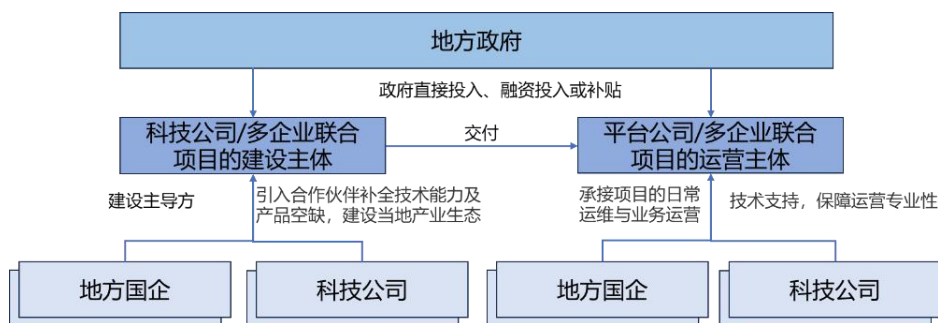 地方政府
政府直接投入、融资投入或补贴
科技公司/多企业联合
项目的建设主体
交付
平台公司/多企业联合
项目的运营主体
建设主导方
引入合作伙伴补全技术能力及
产品空缺，建设当地产业生态
承接项目的日常
运维与业务运营
技术支持，保障运营专业性
地方国企
科技公司
地方国企
科技公司